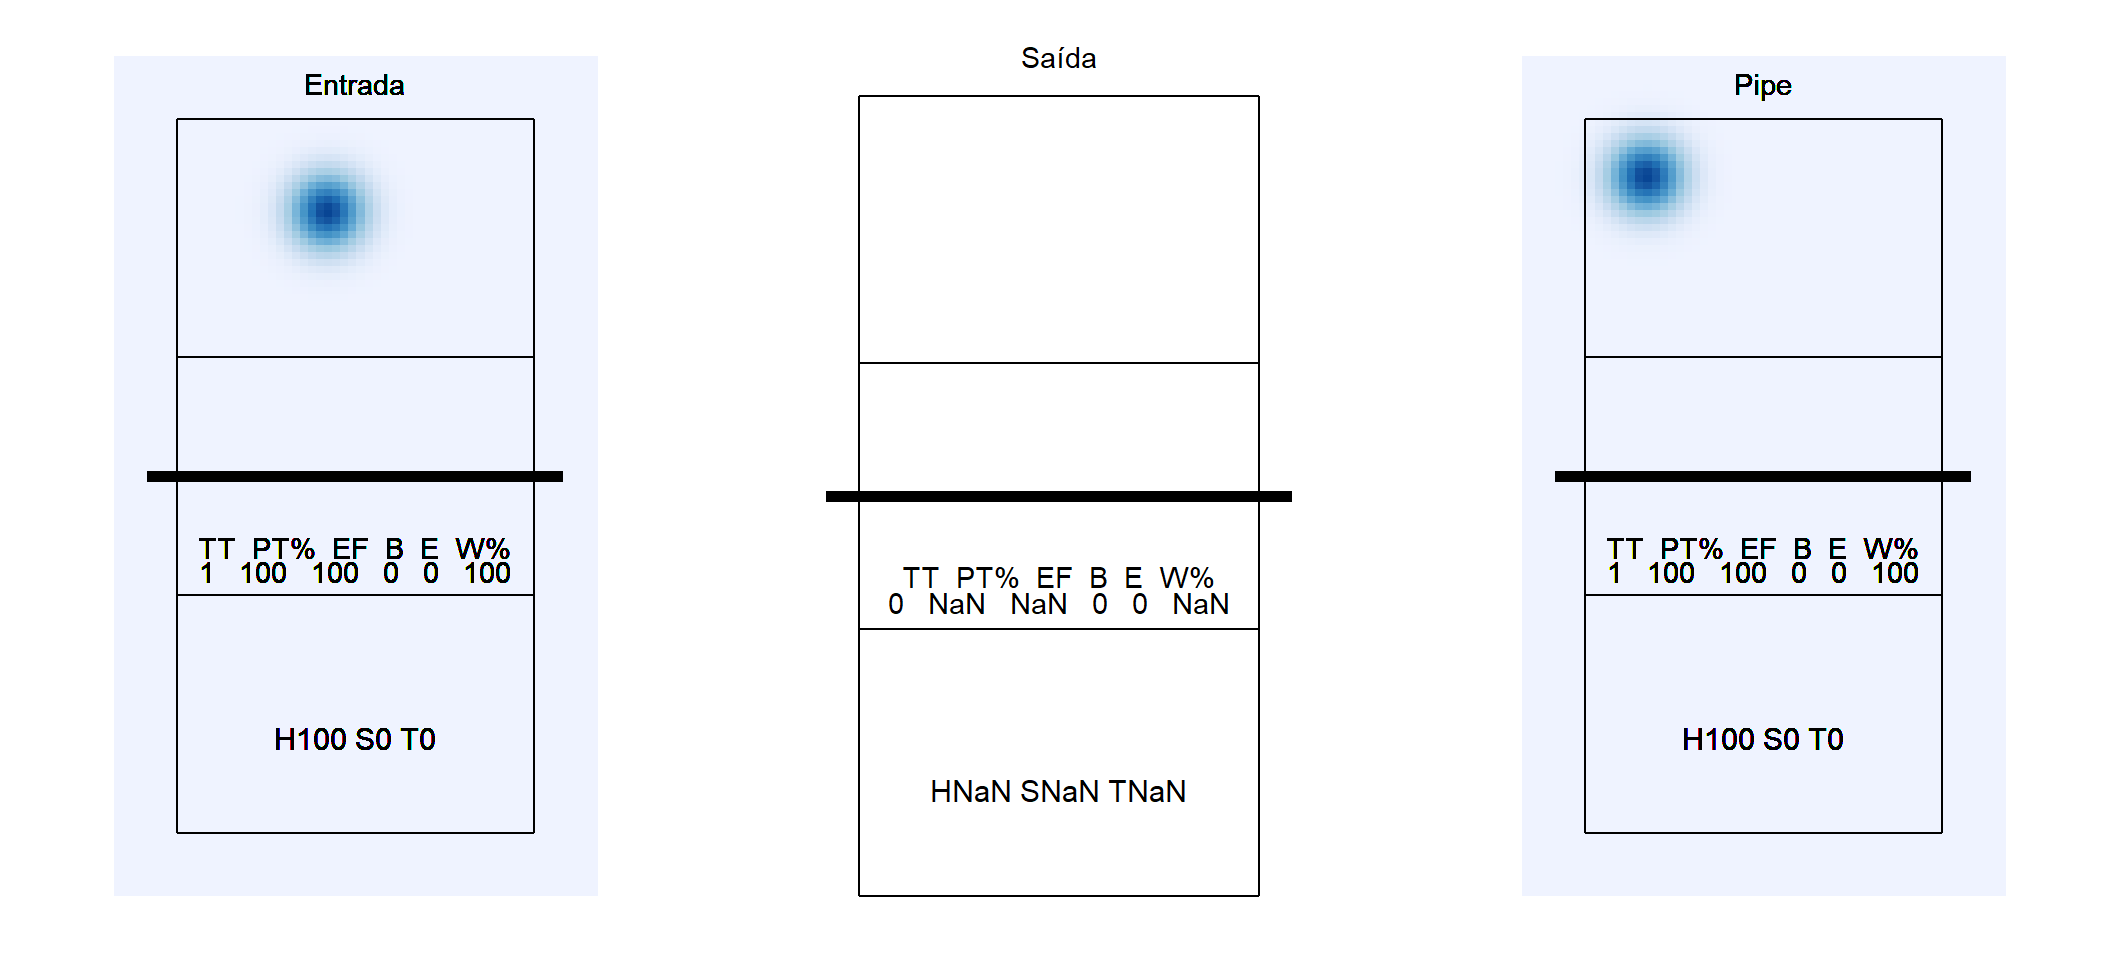 Entrada
TT PT% EF B E W%
1 100 100 0 0 100
H100 S0 T0
Saída
TT PT% EF B E W%
0 NaN NaN 0 0 NaN
HNaN SNaN TNaN
Pipe
TT PT% EF B E W%
1 100 100 0 0 100
H100 S0 T0